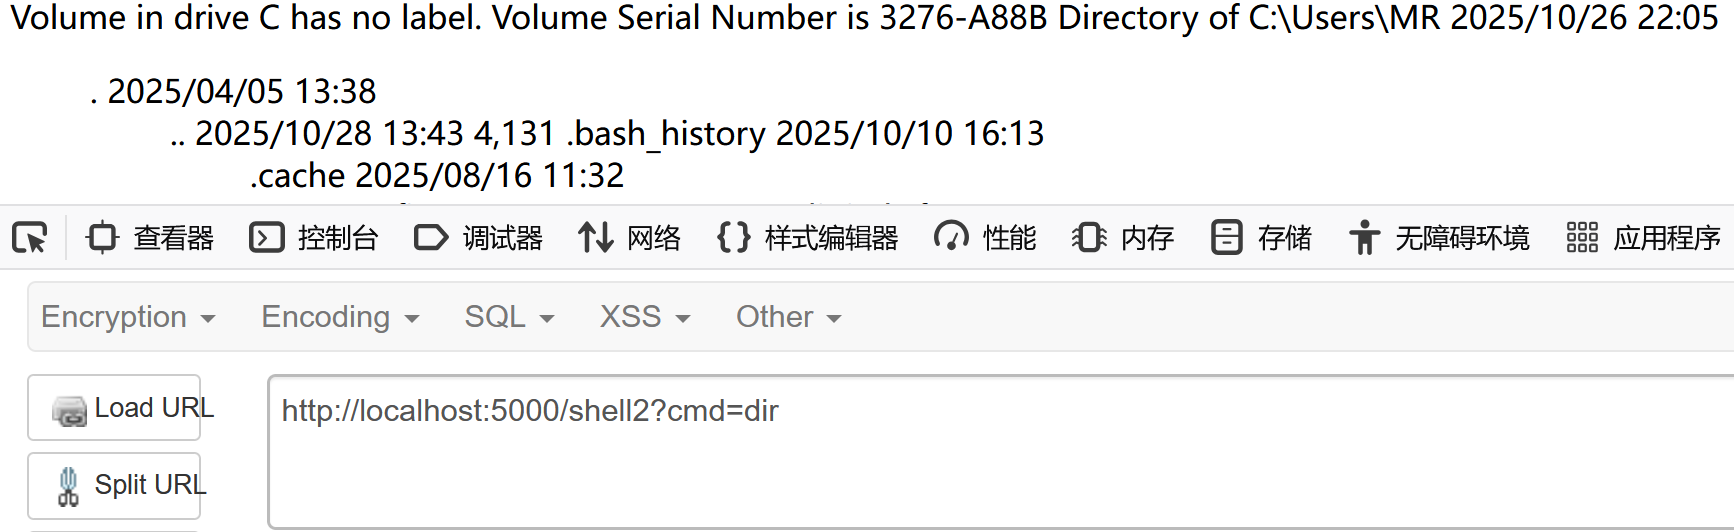 Volume in drive C has no label. Volume Serial Number is 3276-A88B Directory of C:\Users\MR 2025/10/26 22:05
. 2025/04/05 13:38
.. 2025/10/28 13:43 4,131 .bash_history 2025/10/10 16:13
.cache 2025/08/16 11:32
查看器 控制台 调试器 网络 样式编辑器 性能 内存 存储 无障碍环境 应用程序
Encryption Encoding SQL XSS Other
Load URL http://localhost:5000/shell2?cmd=dir
Split URL